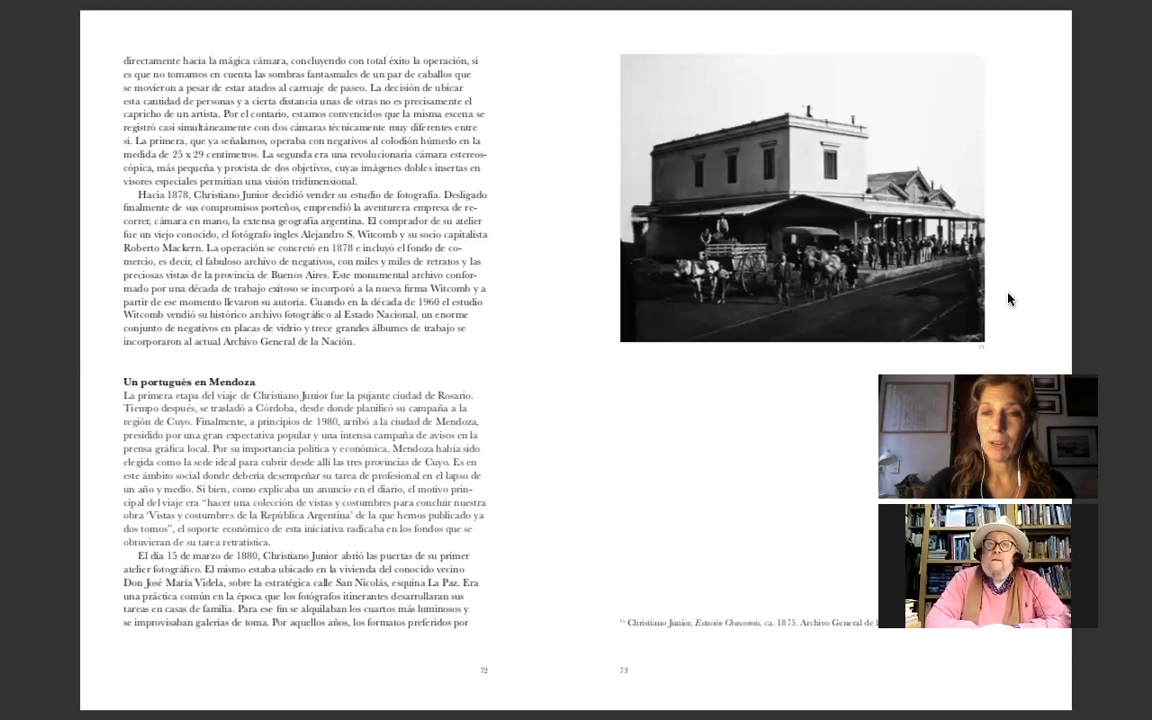 directamente hacia la mágica cámara, concluyendo con total éxito la operación, si
es que no tomamos en cuenta las sombras fantasmales de un par de caballos que
se movieron a pesar de estar atados al carruaje de paseo. La decisión de ubicar
esta cantidad de personas y a cierta distancia unas de otras no es precisamente el
capricho de un artista. Por el contario, estamos convencidos que la misma escena se
registró casi simultáneamente con dos cámaras técnicamente muy diferentes entre
si. La primera, que ya señalamos, operaba con negativos al colodión húmedo en la
medida de 25 x 29 centímetros. La segunda era una revolucionaria cámara estereos-
cópica, más pequeña y provista de dos objetivos, cuyas imágenes dobles insertas en
visores especiales permitían una visión tridimensional.
Hacia 1878, Christiano Junior decidió vender su estudio de fotografía. Desligado
finalmente de sus compromisos porteños, emprendió la aventurera empresa de re-
correr, cámara en mano, la extensa geografía argentina. El comprador de su atelier
fue un viejo conocido, el fotógrafo ingles Alejandro S. Witcomb y su socio capitalista
Roberto Mackern. La operación se concretó en 1878 e incluyó el fondo de co-
mercio, es decir, el fabuloso archivo de negativos, con miles y miles de retratos y las
preciosas vistas de la provincia de Buenos Aires. Este monumental archivo confor-
mado por una década de trabajo exitoso se incorporó a la nueva firma Witcomb y a
partir de ese momento llevaron su autoría. Cuando en la década de 1960 el estudio
Witcomb vendió su histórico archivo fotográfico al Estado Nacional, un enorme
conjunto de negativos en placas de vidrio y trece grandes álbumes de trabajo se
incorporaron al actual Archivo General de la Nación.
Un portugués en Mendoza
La primera etapa del viaje de Christiano Junior fue la pujante ciudad de Rosario.
Tiempo después, se trasladó a Córdoba, desde donde planificó su campaña a la
región de Cuyo. Finalmente, a principios de 1980, arribó a la ciudad de Mendoza,
presidido por una gran expectativa popular y una intensa campaña de avisos en la
prensa gráfica local. Por su importancia política y económica, Mendoza había sido
elegida como la sede ideal para cubrir desde allí las tres provincias de Cuyo. Es en
este ámbito social donde debería desempeñar su tarea de profesional en el lapso de
un año y medio. Si bien, como explicaba un anuncio en el diario, el motivo prin-
cipal del viaje era “hacer una colección de vistas y costumbres para concluir nuestra
obra ‘Vistas y costumbres de la República Argentina’ de la que hemos publicado ya
dos tomos”, el soporte económico de esta iniciativa radicaba en los fondos que se
obtuvieran de su tarea retratística.
El día 15 de marzo de 1880, Christiano Junior abrió las puertas de su primer
atelier fotográfico. El mismo estaba ubicado en la vivienda del conocido vecino
Don José María Videla, sobre la estratégica calle San Nicolás, esquina La Paz. Era
una práctica común en la época que los fotógrafos itinerantes desarrollaran sus
tareas en casas de familia. Para ese fin se alquilaban los cuartos más luminosos y
se improvisaban galerías de toma. Por aquellos años, los formatos preferidos por
72
Christiano Junior, Estación Chascomús, ca. 1875. Archivo General de l
73